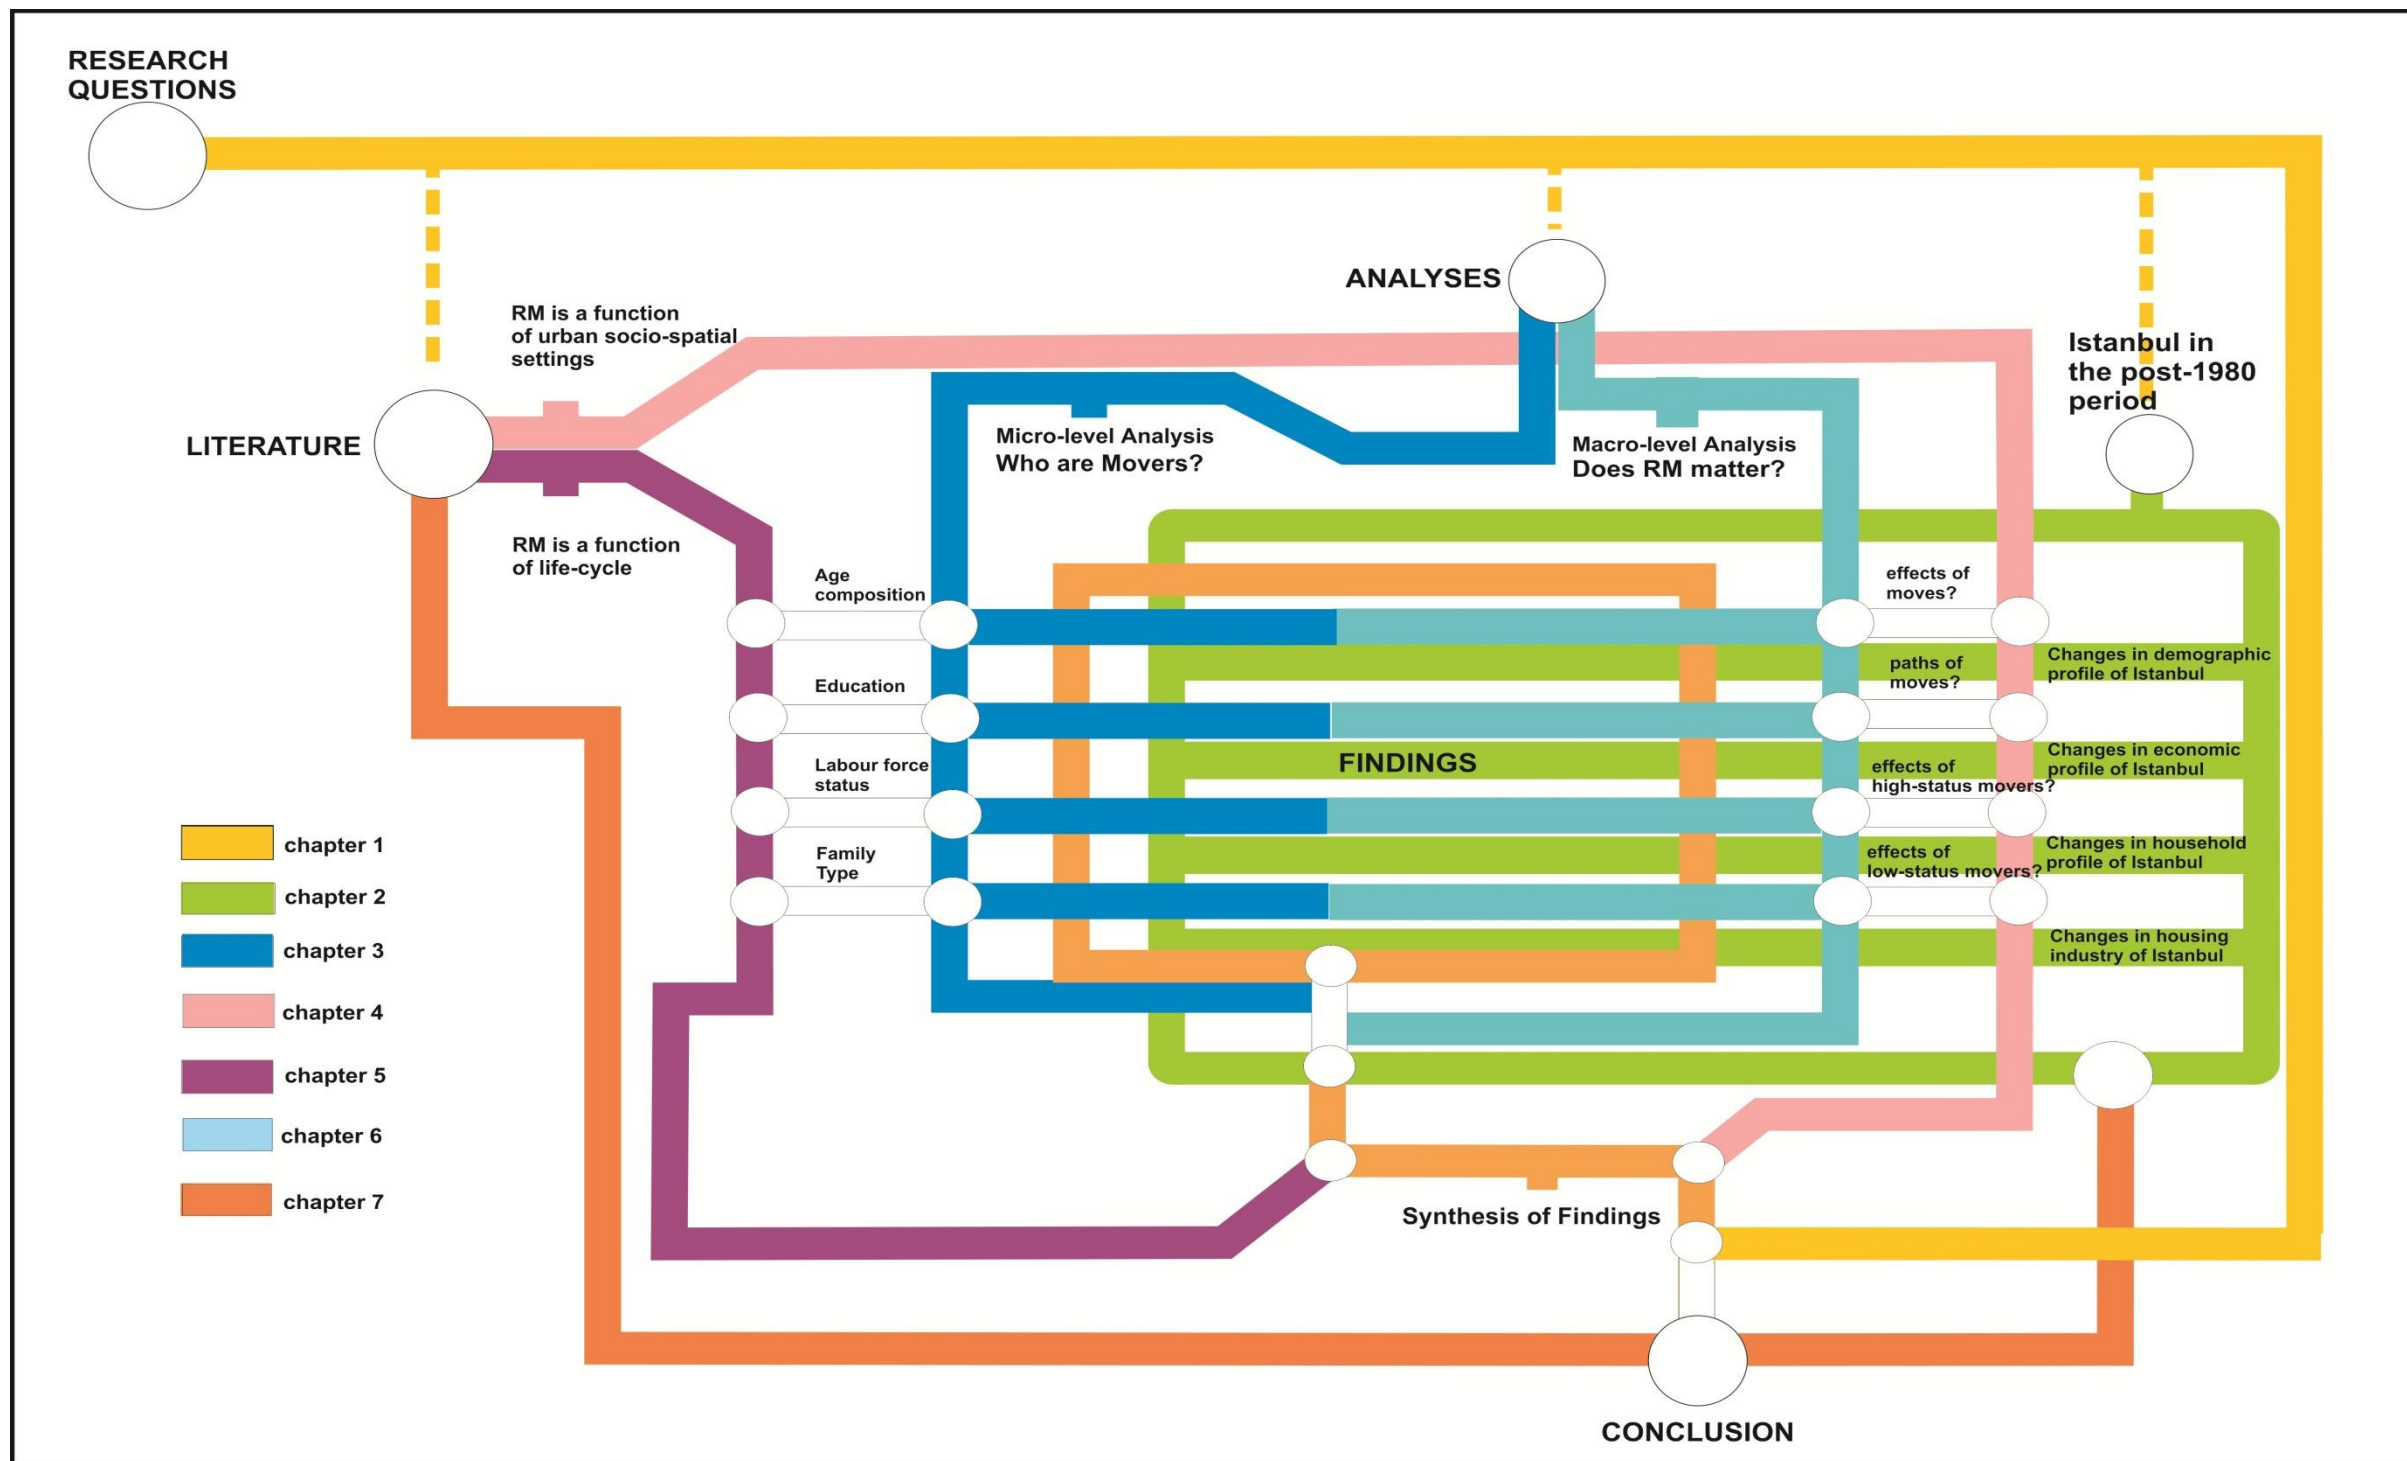 RESEARCH
QUESTIONS
ANALYSES
RM is a function
of urban socio-spatial
settings
Istanbul in
the post-1980
period
LITERATURE
Micro-level Analysis
Who are Movers?
Macro-level Analysis
Does RM matter?
RM is a function
of life-cycle
Age
composition
effects of
moves?
Changes in demographic
profile of Istanbul
Education
paths of
moves?
FINDINGS
Changes in economic
profile of Istanbul
Labour force
status
effects of
high-status movers?
Changes in household
profile of Istanbul
Family
Type
effects of
low-status movers?
Changes in housing
industry of Istanbul
chapter 1
chapter 2
chapter 3
chapter 4
chapter 5
chapter 6
chapter 7
Synthesis of Findings
CONCLUSION